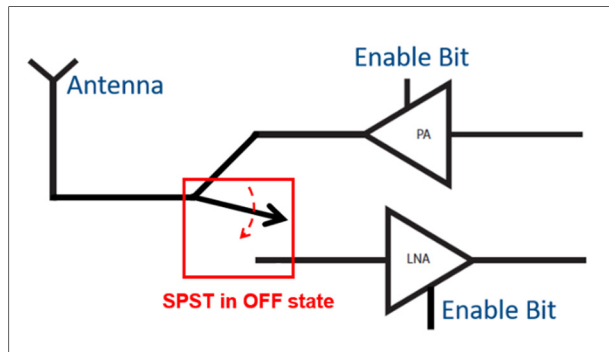 Enable Bit
Antenna
PA
LNA
SPST in OFF state
Enable Bit